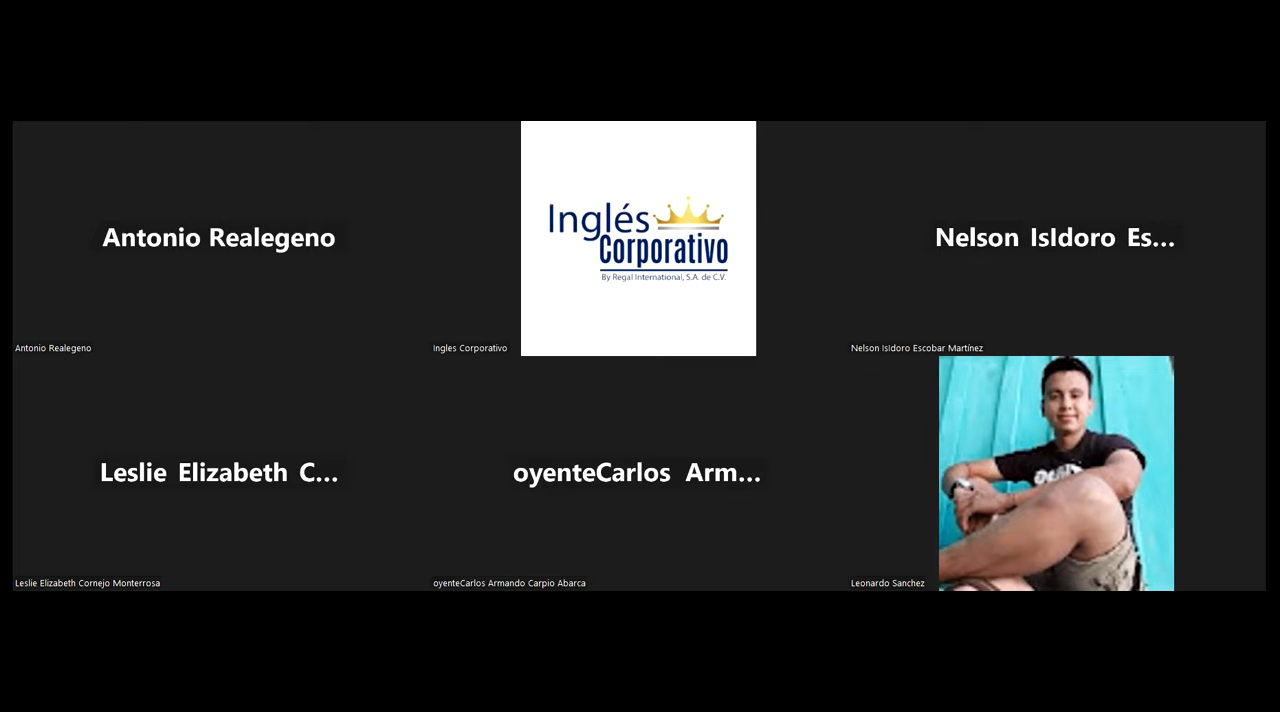 Antonio Realegeno
Antonio Realegeno
Inglés
Corporativo
By Regal International, S.A. de C.V.
Ingles Corporativo
Nelson IsIdoro Es...
Nelson IsIdoro Escobar Martínez
Leslie Elizabeth C...
Leslie Elizabeth Cornejo Monterrosa
oyenteCarlos Arm...
oyenteCarlos Armando Carpio Abarca
Leonardo Sanchez